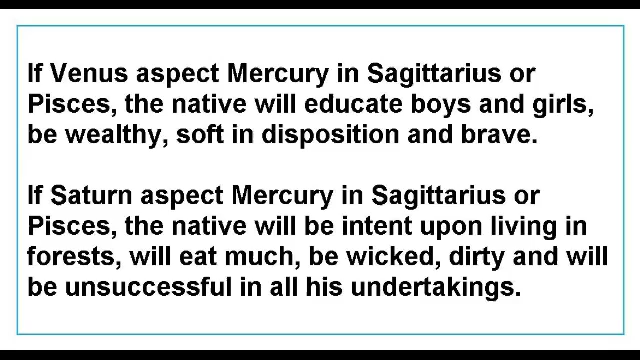 If Venus aspect Mercury in Sagittarius or
Pisces, the native will educate boys and girls,
be wealthy, soft in disposition and brave.
If Saturn aspect Mercury in Sagittarius or
Pisces, the native will be intent upon living in
forests, will eat much, be wicked, dirty and will
be unsuccessful in all his undertakings.